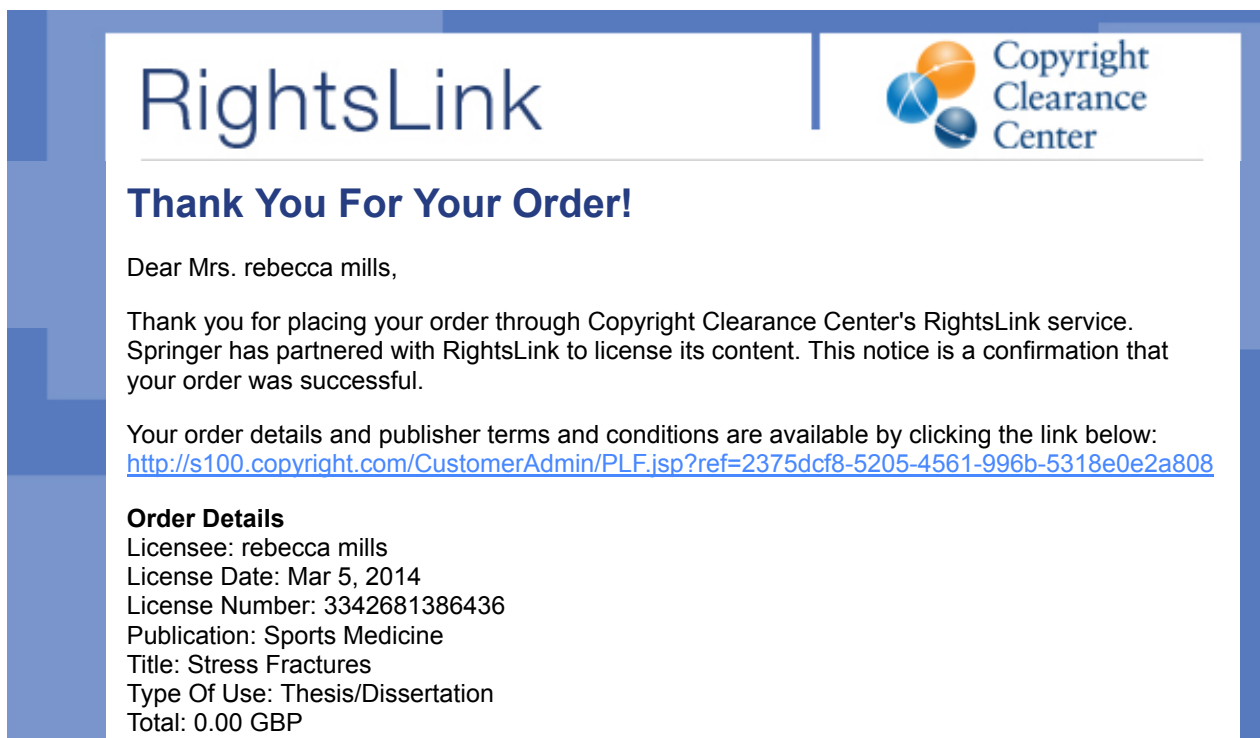 RightsLink
Copyright
Clearance
Center
Thank You For Your Order!
Dear Mrs. rebecca mills,
Thank you for placing your order through Copyright Clearance Center's RightsLink service.
Springer has partnered with RightsLink to license its content. This notice is a confirmation that
your order was successful.
Your order details and publisher terms and conditions are available by clicking the link below:
http://s100.copyright.com/CustomerAdmin/PLF.jsp?ref=2375dcf8-5205-4561-996b-5318e0e2a808
Order Details
Licensee: rebecca mills
License Date: Mar 5, 2014
License Number: 3342681386436
Publication: Sports Medicine
Title: Stress Fractures
Type Of Use: Thesis/Dissertation
Total: 0.00 GBP